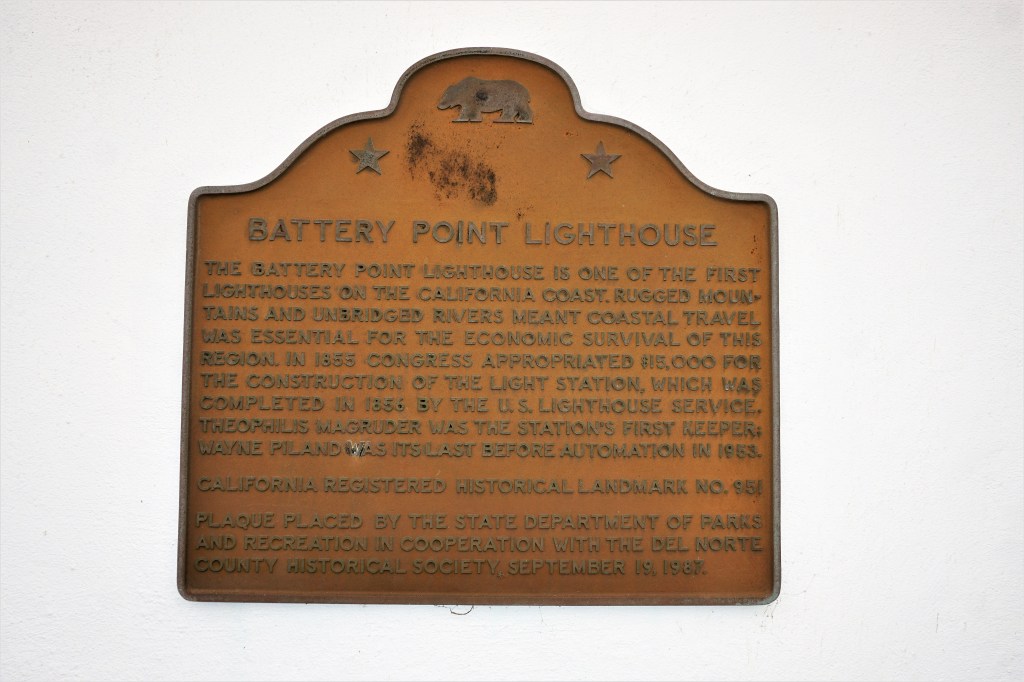 BATTERY POINT LIGHTHOUSE
THE BATTERY POINT LIGHTHOUSE IS ONE OF THE FIRST
LIGHTHOUSES ON THE CALIFORNIA COAST. RUGGED MOUN-
TAINS AND UNBRIDGED RIVERS MEANT COASTAL TRAVEL
WAS ESSENTIAL FOR THE ECONOMIC SURVIVAL OF THIS
REGION. IN 1855 CONGRESS APPROPRIATED $15,000 FOR
THE CONSTRUCTION OF THE LIGHT STATION, WHICH WAS
COMPLETED IN 1856 BY THE U.S. LIGHTHOUSE SERVICE.
THEOPHILIS MAGRUDER WAS THE STATION'S FIRST KEEPER;
WAYNE PILAND WAS ITS LAST BEFORE AUTOMATION IN 1953.
CALIFORNIA REGISTERED HISTORICAL LANDMARK NO. 951
PLAQUE PLACED BY THE STATE DEPARTMENT OF PARKS
AND RECREATION IN COOPERATION WITH THE DEL NORTE
COUNTY HISTORICAL SOCIETY, SEPTEMBER 19, 1987.